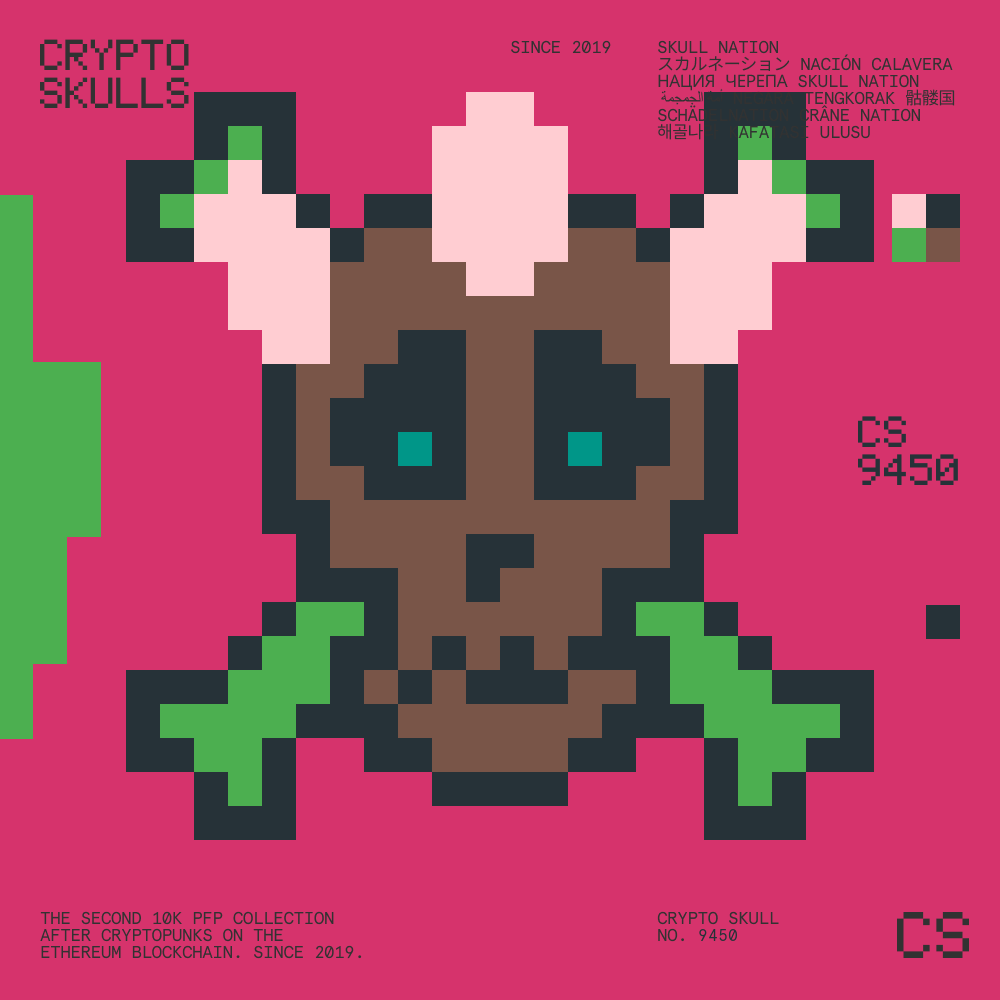 CRYPTO
SKULLS
SINCE 2019
SKULL NATION
スカルネーション NACIÓN CALAVERA
НАЦИЯ ЧЕРЕПА SKULL NATION
TENGKORAK 骷髅国
CRÂNE NATION
해골나 ULUSU
CS
9450
THE SECOND 10K PFP COLLECTION
AFTER CRYPTOPUNKS ON THE
ETHEREUM BLOCKCHAIN. SINCE 2019.
CRYPTO SKULL
NO. 9450
CS